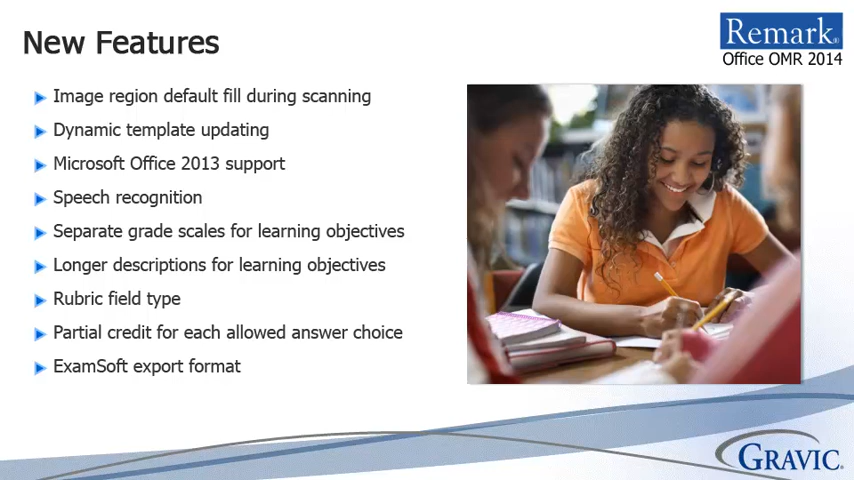 New Features
Remark®
Office OMR 2014
Image region default fill during scanning
Dynamic template updating
Microsoft Office 2013 support
Speech recognition
Separate grade scales for learning objectives
Longer descriptions for learning objectives
Rubric field type
Partial credit for each allowed answer choice
ExamSoft export format
GRAVIC®